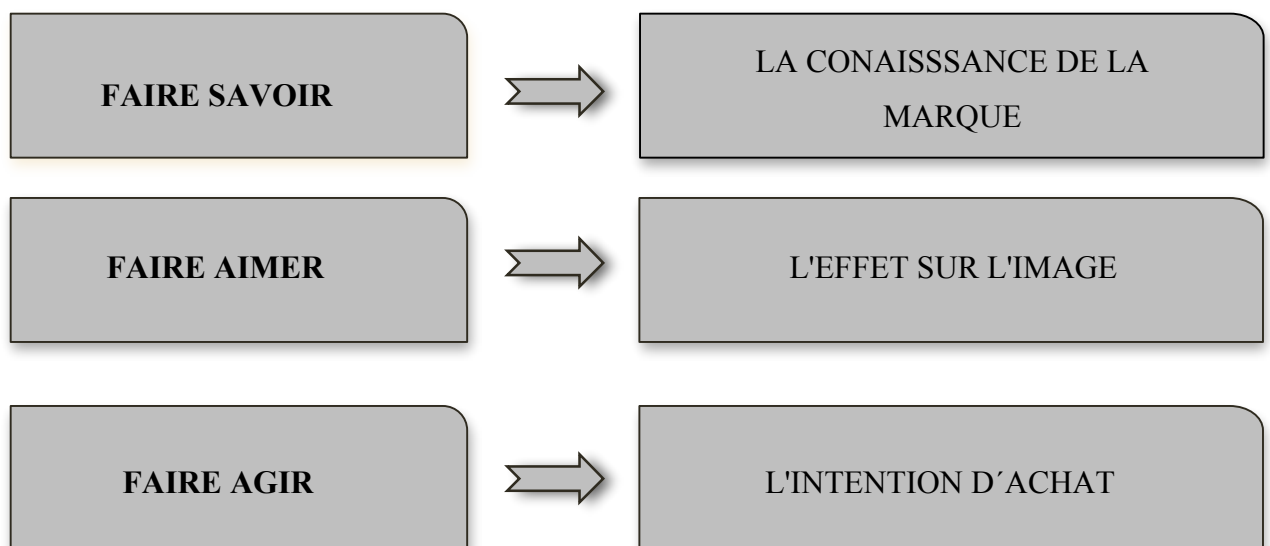 FAIRE SAVOIR
LA CONAISSSANCE DE LA
MARQUE
FAIRE AIMER
L'EFFET SUR L'IMAGE
FAIRE AGIR
L'INTENTION D´ACHAT